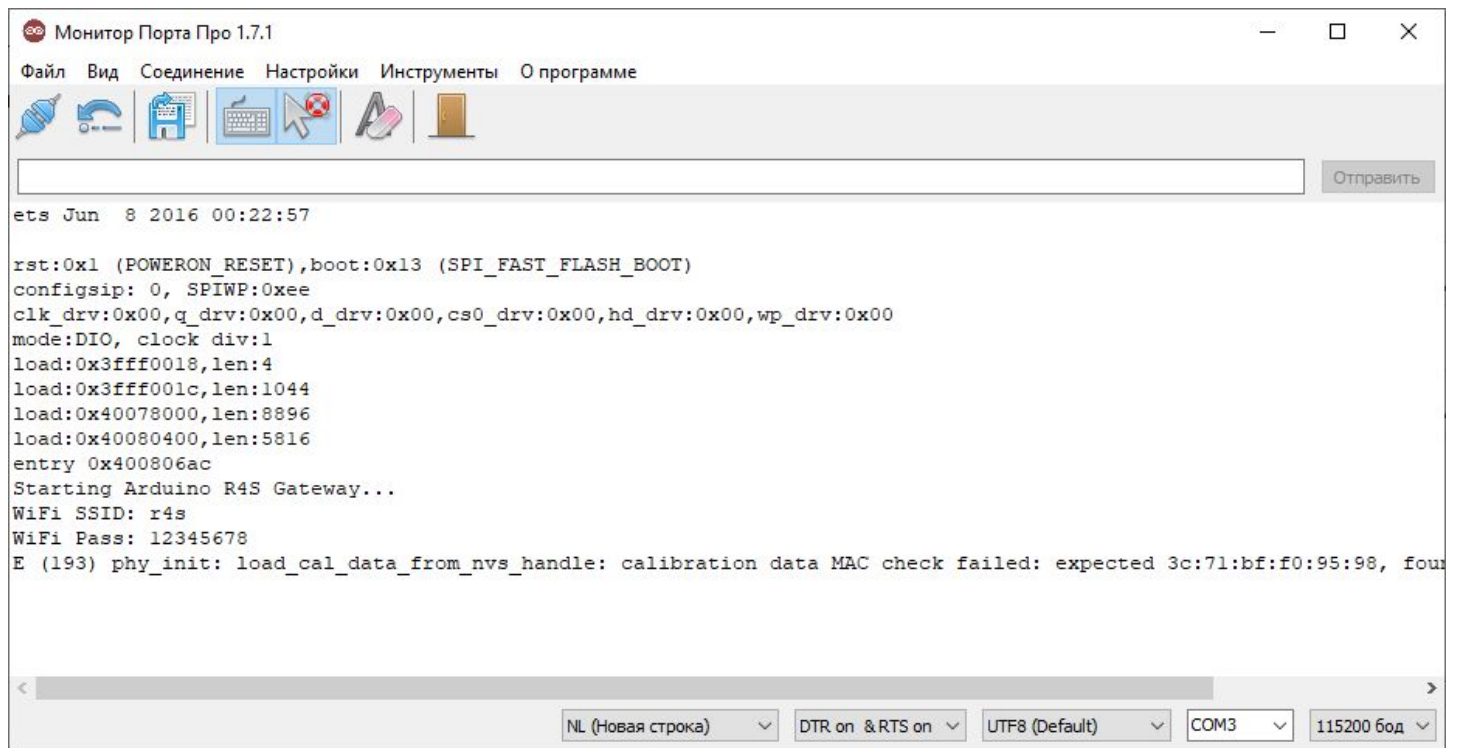 Монитор Порта Про 1.7.1
Файл Вид Соединение Настройки Инструменты О программе
Отправить
ets Jun  8 2016 00:22:57
rst:0x1 (POWERON_RESET),boot:0x13 (SPI_FAST_FLASH_BOOT)
configsip: 0, SPIWP:0xee
clk_drv:0x00,q_drv:0x00,d_drv:0x00,cs0_drv:0x00,hd_drv:0x00,wp_drv:0x00
mode:DIO, clock div:1
load:0x3fff0018,len:4
load:0x3fff001c,len:1044
load:0x40078000,len:8896
load:0x40080400,len:5816
entry 0x400806ac
Starting Arduino R4S Gateway...
WiFi SSID: r4s
WiFi Pass: 12345678
E (193) phy_init: load_cal_data_from_nvs_handle: calibration data MAC check failed: expected 3c:71:bf:f0:95:98,
NL (Новая строка) DTR on & RTS on UTF8 (Default) COM3 115200 бод